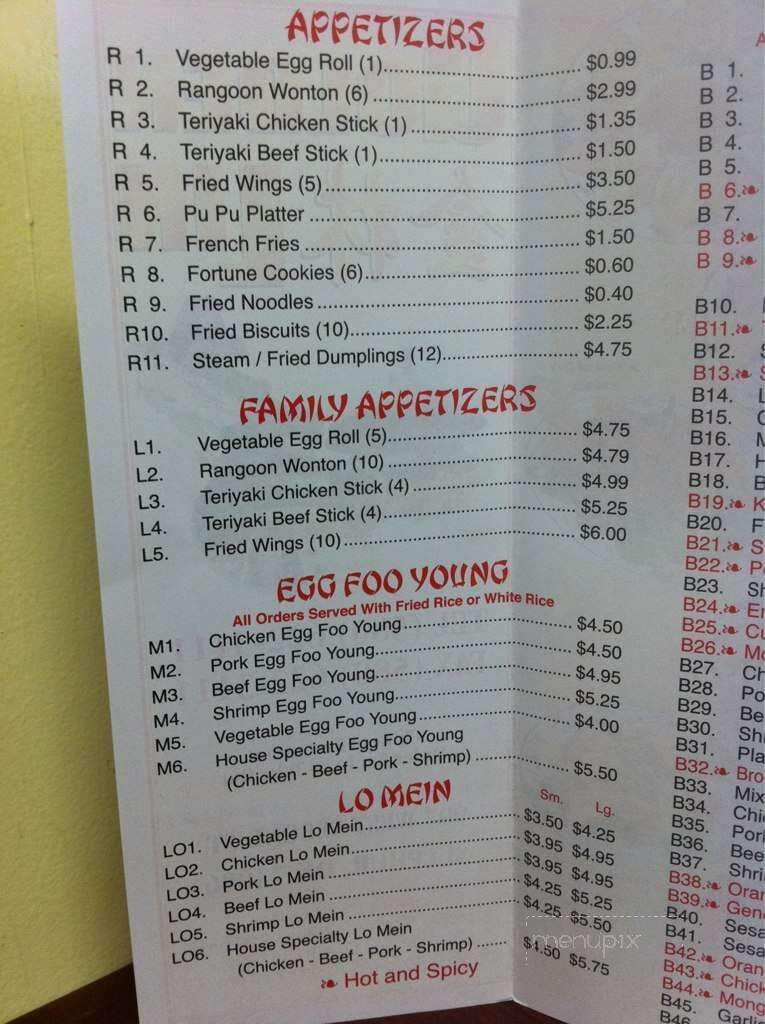 APPETIZERS
R 1. Vegetable Egg Roll (1) $0.99
R 2. Rangoon Wonton (6) $2.99
R 3. Teriyaki Chicken Stick (1) $1.35
R 4. Teriyaki Beef Stick (1) $1.50
R 5. Fried Wings (5) $3.50
R 6. Pu Pu Platter $5.25
R 7. French Fries $1.50
R 8. Fortune Cookies (6) $0.60
R 9. Fried Noodles $0.40
R10. Fried Biscuits (10) $2.25
R11. Steam / Fried Dumplings (12) $4.75
FAMILY APPETIZERS
L1. Vegetable Egg Roll (5) $4.75
L2. Rangoon Wonton (10) $4.79
L3. Teriyaki Chicken Stick (4) $4.99
L4. Teriyaki Beef Stick (4) $5.25
L5. Fried Wings (10) $6.00
EGG FOO YOUNG
All Orders Served With Fried Rice or White Rice
M1. Chicken Egg Foo Young $4.50
M2. Pork Egg Foo Young $4.50
M3. Beef Egg Foo Young $4.95
M4. Shrimp Egg Foo Young $5.25
M5. Vegetable Egg Foo Young $4.00
M6. House Specialty Egg Foo Young
(Chicken - Beef - Pork - Shrimp) $5.50
LO MEIN
Sm. Lg.
LO1. Vegetable Lo Mein $3.50 $4.25
LO2. Chicken Lo Mein $3.95 $4.95
LO3. Pork Lo Mein $3.95 $4.95
LO4. Beef Lo Mein $4.25 $5.25
LO5. Shrimp Lo Mein $4.25 $5.50
LO6. House Specialty Lo Mein
(Chicken - Beef - Pork - Shrimp) $4.50 $5.75
Hot and Spicy
menupix
B 1.
B 2.
B 3.
B 4.
B 5.
B 6.
B 7.
B 8.
B 9.
B10.
B11.
B12.
B13.
B14.
B15.
B16.
B17.
B18.
B19.
B20.
B21.
B22.
B23.
B24.
B25.
B26.
B27.
B28.
B29.
B30.
B31.
B32.
B33.
B34.
B35.
B36.
B37.
B38.
B39.
B40.
B41.
B42.
B43.
B44.
B45.
B46